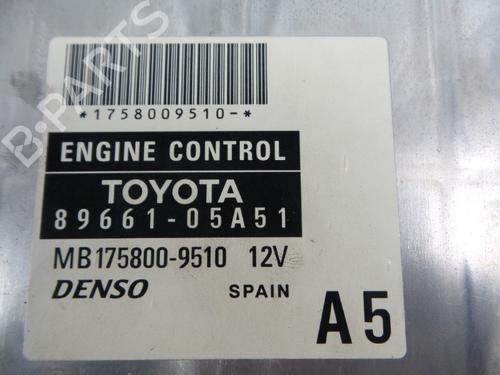 *1758009510-*
ENGINE CONTROL
TOYOTA
89661-05A51
MB175800-9510 12V
DENSO SPAIN
A5
B-PARTS